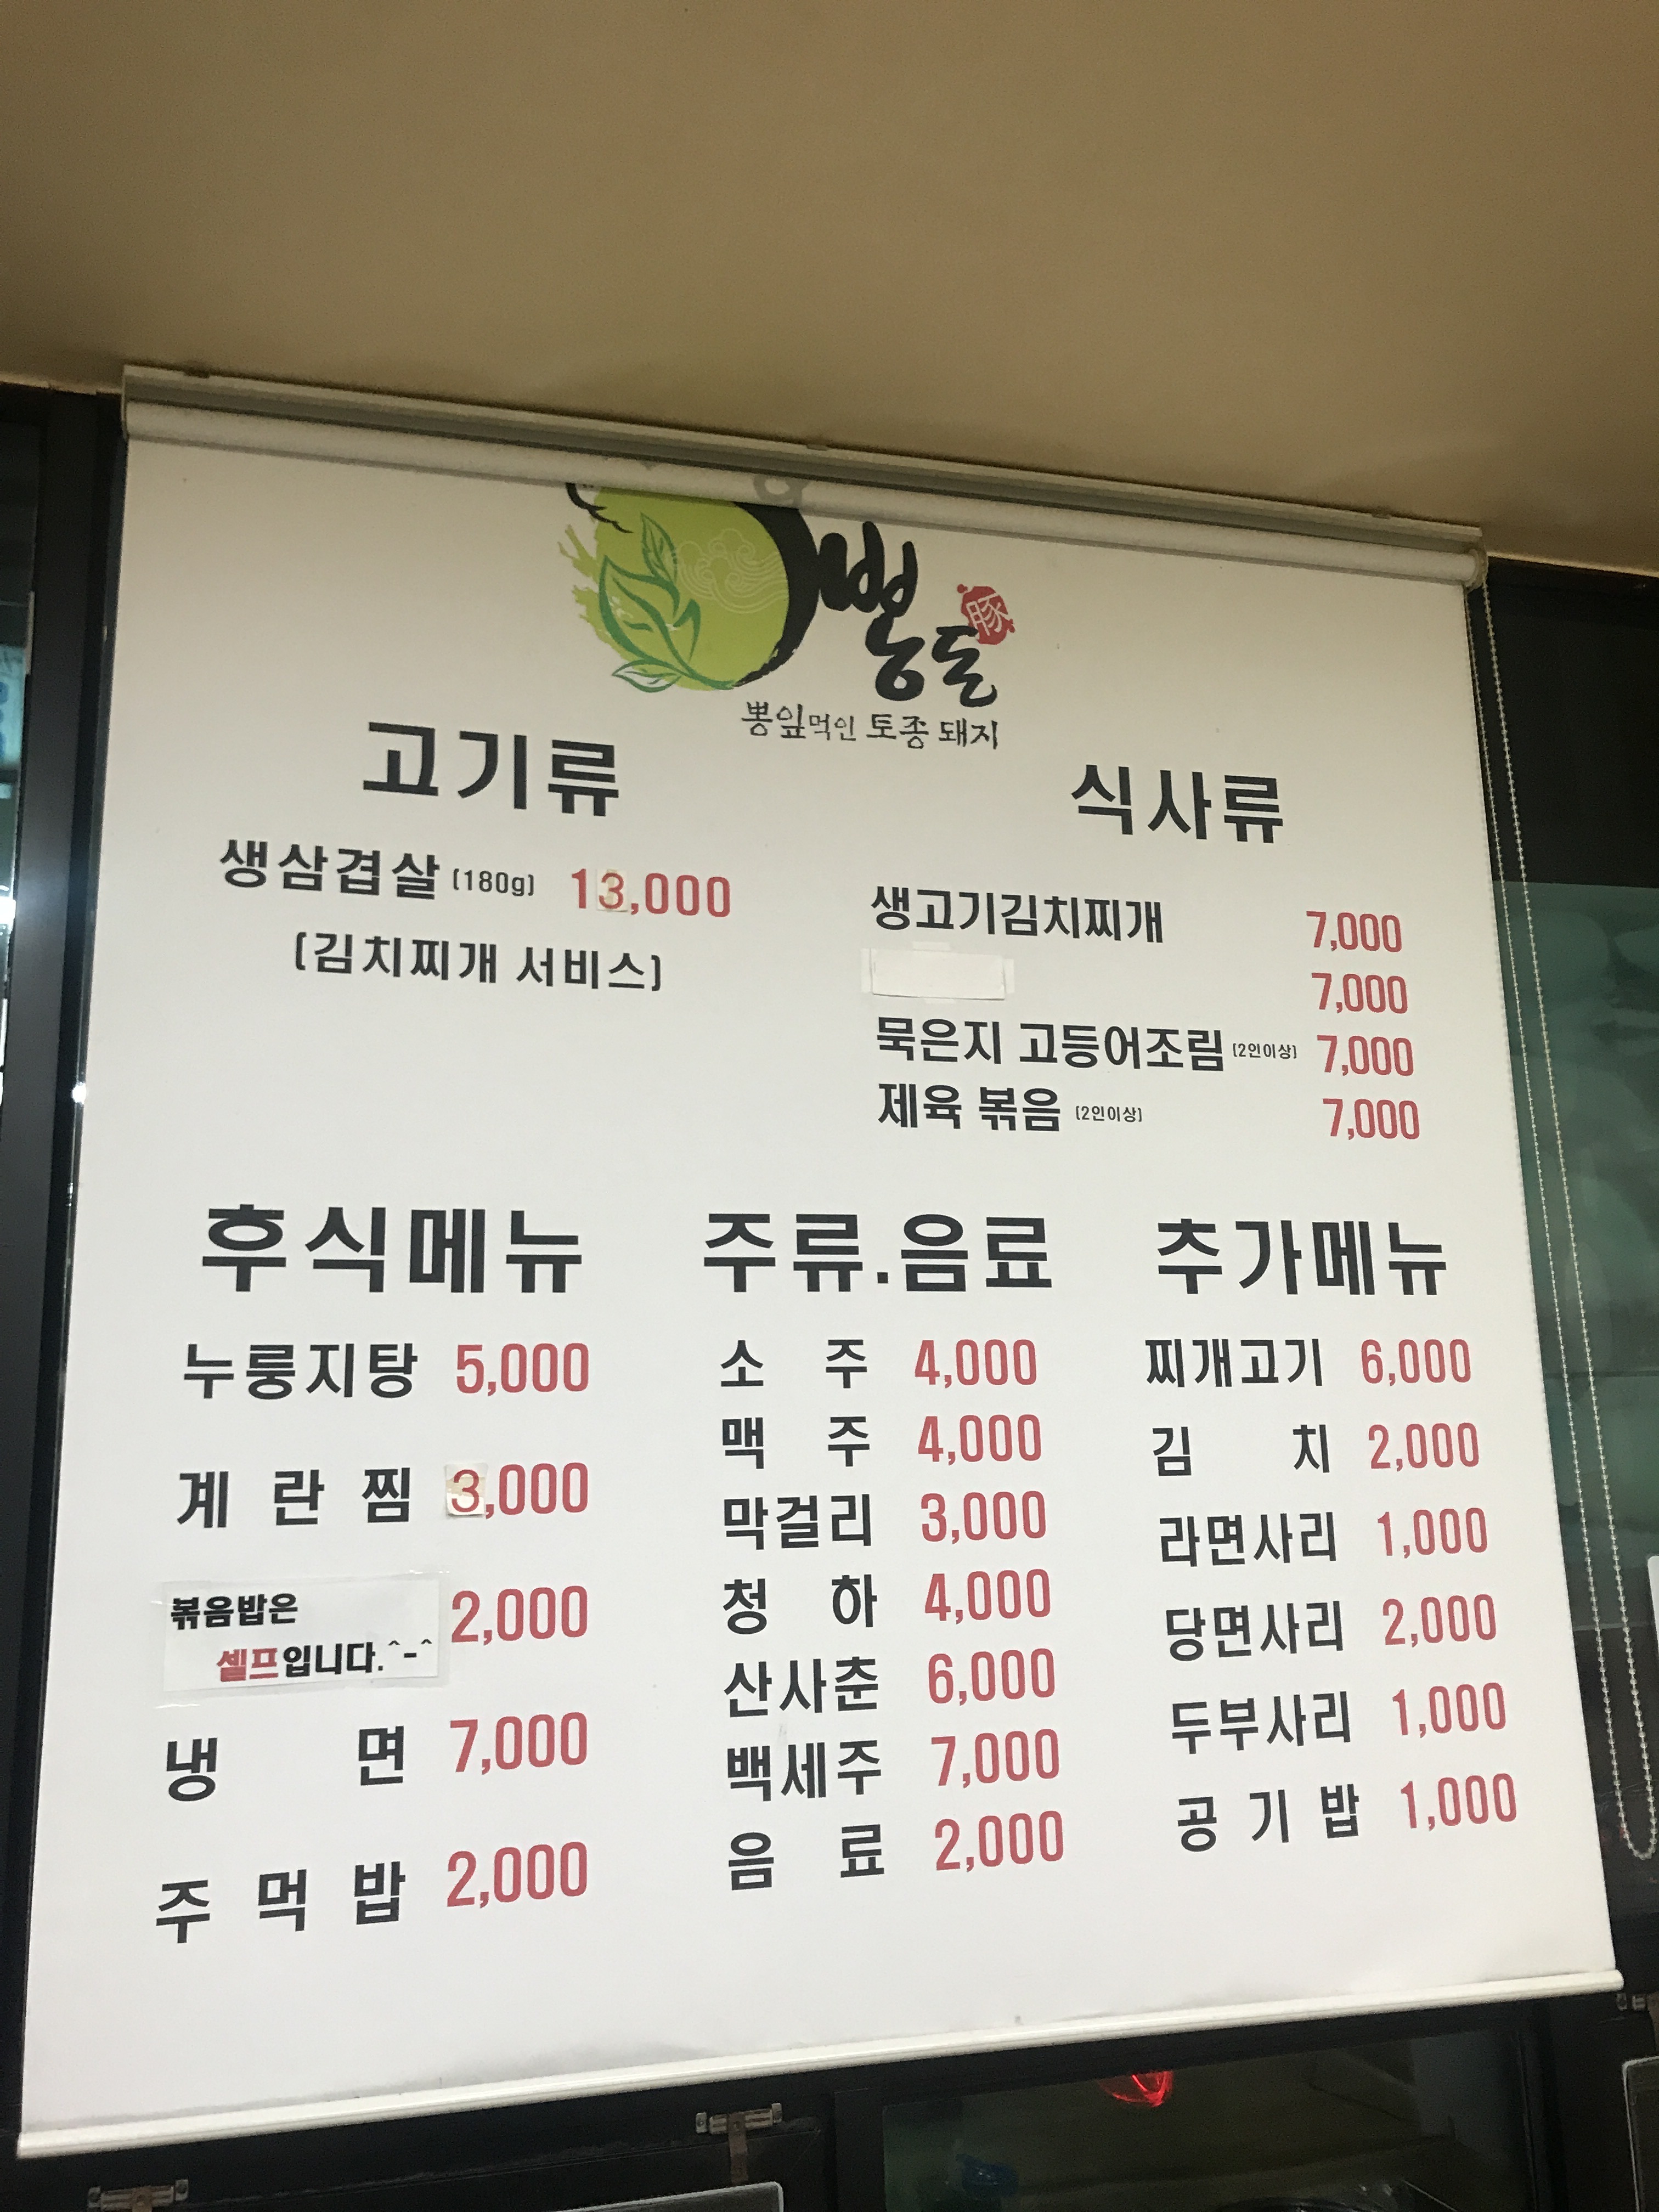 뽕돈
豚
뽕잎먹인 토종 돼지
고기류
생삼겹살 (180g) 13,000
(김치찌개 서비스)
식사류
생고기김치찌개 7,000
7,000
묵은지 고등어조림 (2인이상) 7,000
제육 볶음 (2인이상) 7,000
후식메뉴
누룽지탕 5,000
계란찜 3,000
볶음밥은 2,000
셀프입니다.^-^
냉면 7,000
주먹밥 2,000
주류.음료
소주 4,000
맥주 4,000
막걸리 3,000
청하 4,000
산사춘 6,000
백세주 7,000
음료 2,000
추가메뉴
찌개고기 6,000
김치 2,000
라면사리 1,000
당면사리 2,000
두부사리 1,000
공기밥 1,000